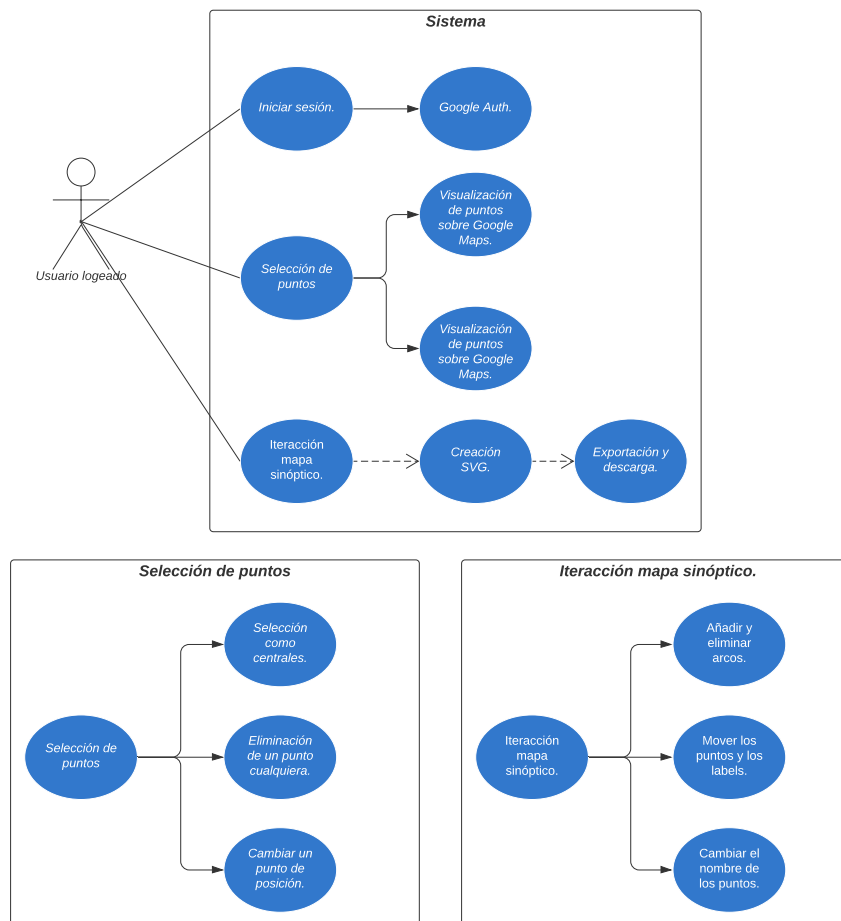 Sistema
Iniciar sesión.
Google Auth.
Visualización
de puntos
sobre Google
Maps.
Usuario logeado
Selección de
puntos
Visualización
de puntos
sobre Google
Maps.
Iteracción
mapa
sinóptico.
Creación
SVG.
Exportación y
descarga.
Selección de puntos
Selección
como
centrales.
Selección de
puntos
Eliminación
de un punto
cualquiera.
Cambiar un
punto de
posición.
Iteracción mapa sinóptico.
Añadir y
eliminar
arcos.
Iteracción
mapa
sinóptico.
Mover los
puntos y los
labels.
Cambiar el
nombre de
los puntos.